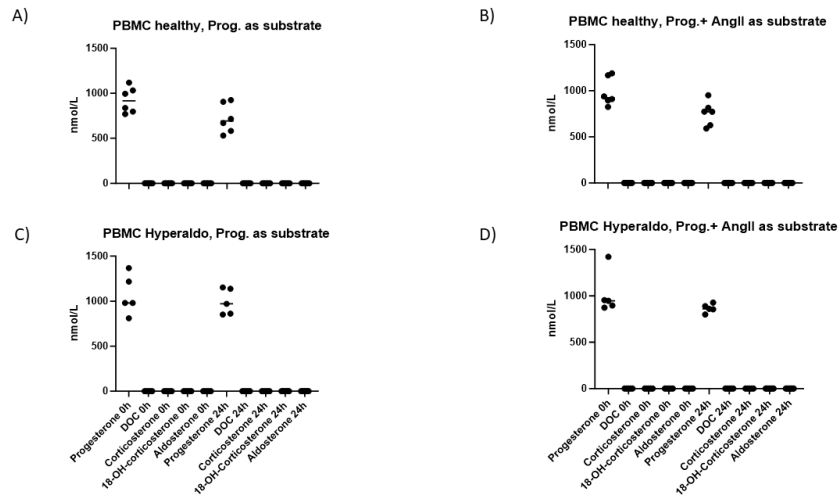 A)
PBMC healthy, Prog. as substrate
1500
1000
500
0
nmol/L
B)
PBMC healthy, Prog.+ AngII as substrate
1500
1000
500
0
nmol/L
C)
PBMC Hyperaldo, Prog. as substrate
1500
1000
500
0
nmol/L
Progesterone 0h
DOC 0h
Corticosterone 0h
18-OH-corticosterone 0h
Aldosterone 0h
Progesterone 24h
DOC 24h
Corticosterone 24h
18-OH-Corticosterone 24h
Aldosterone 24h
D)
PBMC Hyperaldo, Prog.+ AngII as substrate
1500
1000
500
0
nmol/L
Progesterone 0h
DOC 0h
Corticosterone 0h
18-OH-corticosterone 0h
Aldosterone 0h
Progesterone 24h
DOC 24h
Corticosterone 24h
18-OH-Corticosterone 24h
Aldosterone 24h